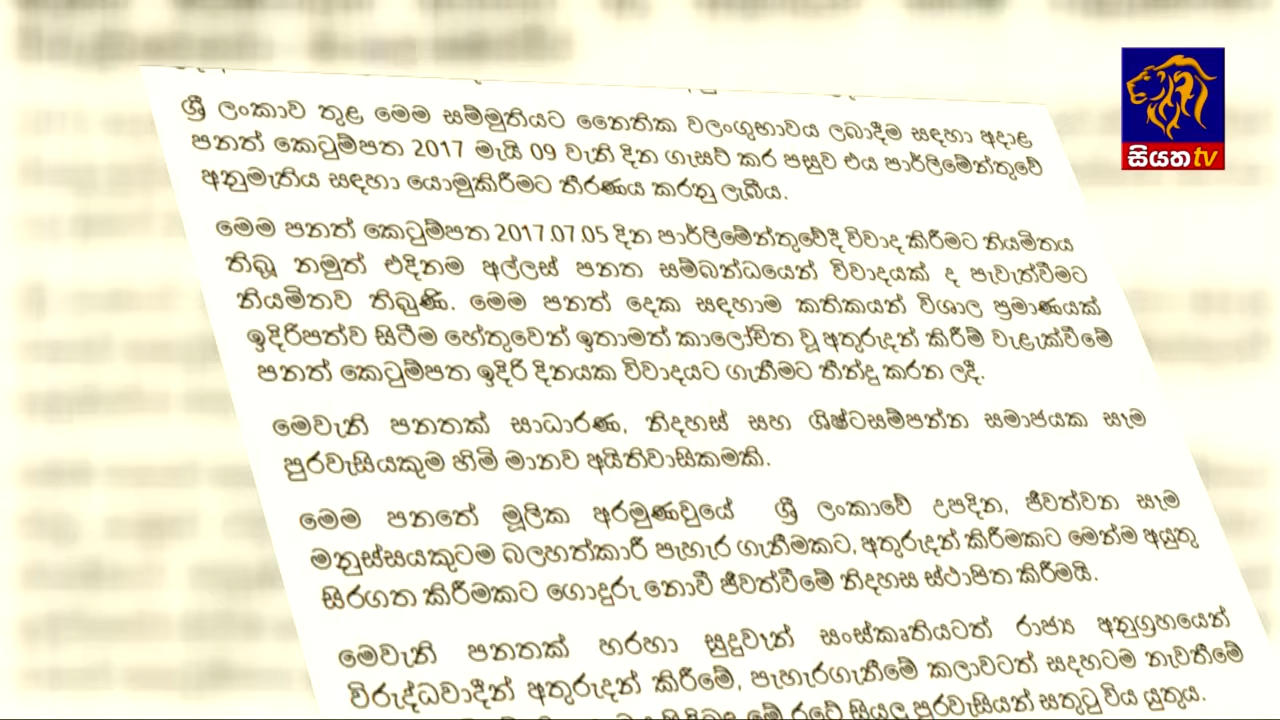 ශ්‍රී ලංකාව තුළ මෙම සම්මුතියට නෛතික වලංගුභාවය ලබාදීම සඳහා අදාළ
පනත් කෙටුම්පත 2017 මැයි 09 වැනි දින ගැසට් කර පසුව එය පාර්ලිමේන්තුවේ
අනුමැතිය සඳහා යොමුකිරීමට තීරණය කරනු ලැබීය.
මෙම පනත් කෙටුම්පත 2017.07.05 දින පාර්ලිමේන්තුවේදී විවාද කිරීමට නියමිතය
තිබූ නමුත් එදිනම අල්ලස් පනත සම්බන්ධයෙන් විවාදයක් ද පැවැත්වීමට
නියමිතව තිබුණි. මෙම පනත් දෙක සඳහාම කතිකයන් විශාල ප්‍රමාණයක්
ඉදිරිපත්ව සිටීම හේතුවෙන් ඉතාමත් කාලෝචිත වූ අතුරුදන් කිරීම් වැළැක්වීමේ
පනත් කෙටුම්පත ඉදිරි දිනයක විවාදයට ගැනීමට තීන්දු කරන ලදී.
මෙවැනි පනතක් සාධාරණ, නිදහස් සහ ශිෂ්ටසම්පන්න සමාජයක සෑම
පුරවැසියකුම හිමි මානව අයිතිවාසිකමකි.
මෙම පනතේ මූලික අරමුණවුයේ ශ්‍රී ලංකාවේ උපදින, ජීවත්වන සෑම
මනුස්සයකුටම බලහත්කාරී පැහැර ගැනීමකට, අතුරුදන් කිරීමකට මෙන්ම අයුතු
සිරගත කිරීමකට ගොදුරු නොවී ජීවත්වීමේ නිදහස ස්ථාපිත කිරීමයි.
මෙවැනි පනතක් හරහා සුදුවෑන් සංස්කෘතියටත් රාජ්‍ය අනුග්‍රහයෙන්
විරුද්ධවාදීන් අතුරුදන් කිරීමේ, පැහැරගැනීමේ කලාවටත් සදහටම නැවතීමේ
මේ රටේ සියලු පුරවැසියන් සතුටු විය යුතුය.
සියත tv